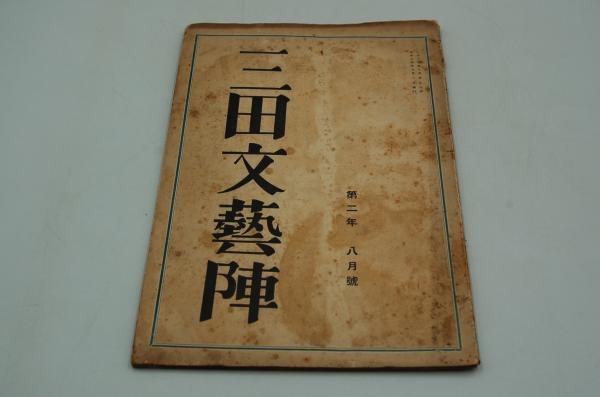 三田文藝陣
第二年 八月號